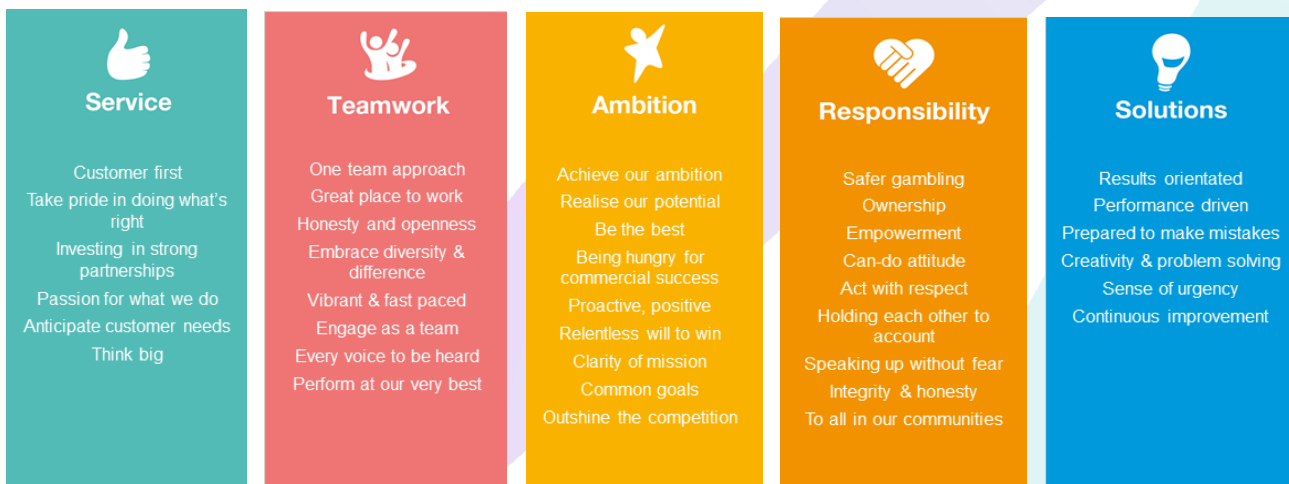 Service
Customer first
Take pride in doing what's
right
Investing in strong
partnerships
Passion for what we do
Anticipate customer needs
Think big
Teamwork
One team approach
Great place to work
Honesty and openness
Embrace diversity &
difference
Vibrant & fast paced
Engage as a team
Every voice to be heard
Perform at our very best
Ambition
Achieve our ambition
Realise our potential
Be the best
Being hungry for
commercial success
Proactive, positive
Relentless will to win
Clarity of mission
Common goals
Outshine the competition
Responsibility
Safer gambling
Ownership
Empowerment
Can-do attitude
Act with respect
Holding each other to
account
Speaking up without fear
Integrity & honesty
To all in our communities
Solutions
Results orientated
Performance driven
Prepared to make mistakes
Creativity & problem solving
Sense of urgency
Continuous improvement